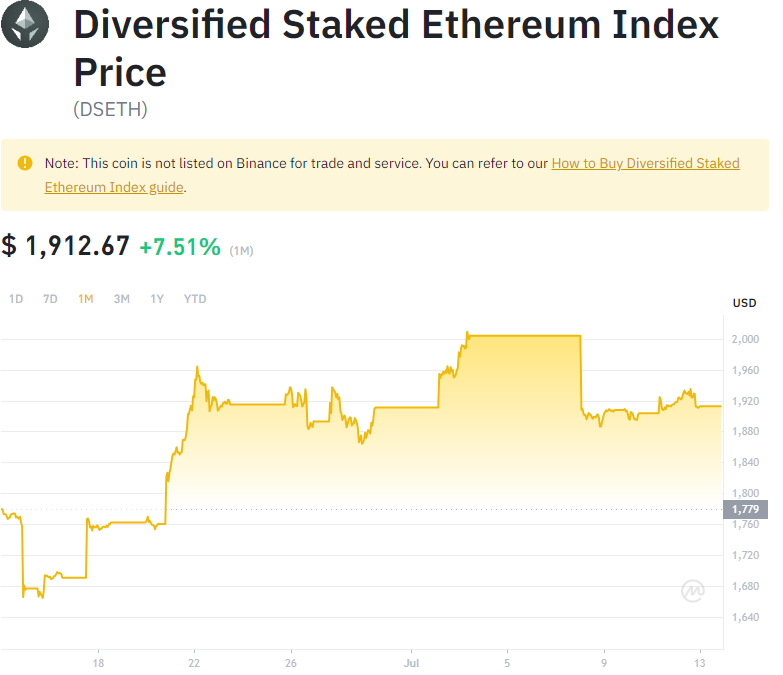 Diversified Staked Ethereum Index
Price
(DSETH)
Note: This coin is not listed on Binance for trade and service. You can refer to our How to Buy Diversified Staked
Ethereum Index guide.
$ 1,912.67 +7.51% (1M)
1D 7D 1M 3M 1Y YTD
USD
2,000
1,960
1,920
1,880
1,840
1,800
1,779
1,760
1,720
1,680
1,640
18 22 26 Jul 5 9 13